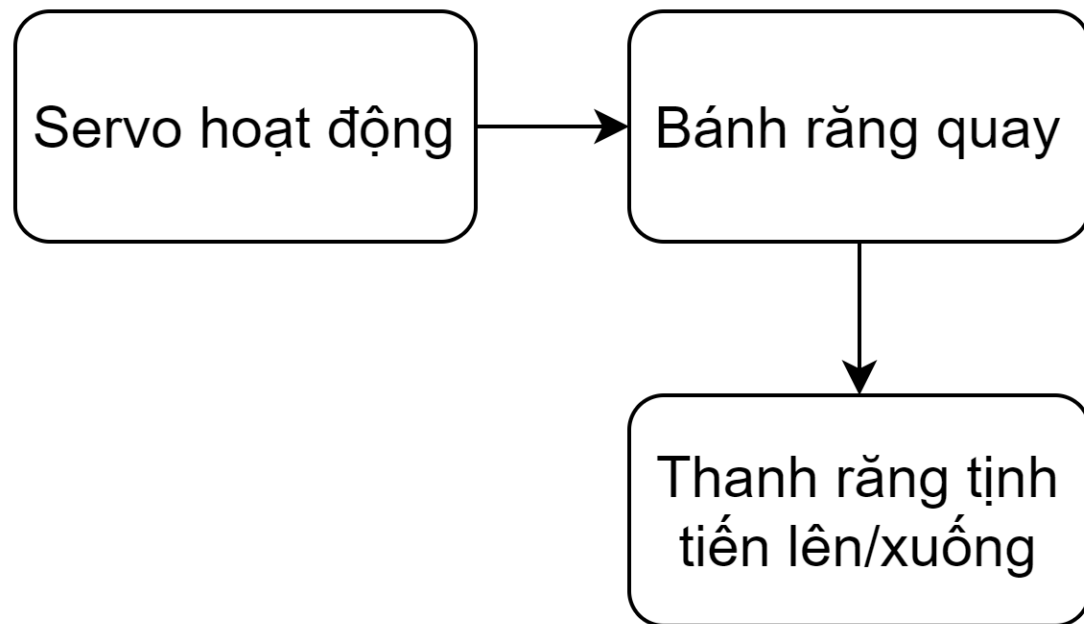 Servo hoạt động
Bánh răng quay
Thanh răng tịnh
tiến lên/xuống